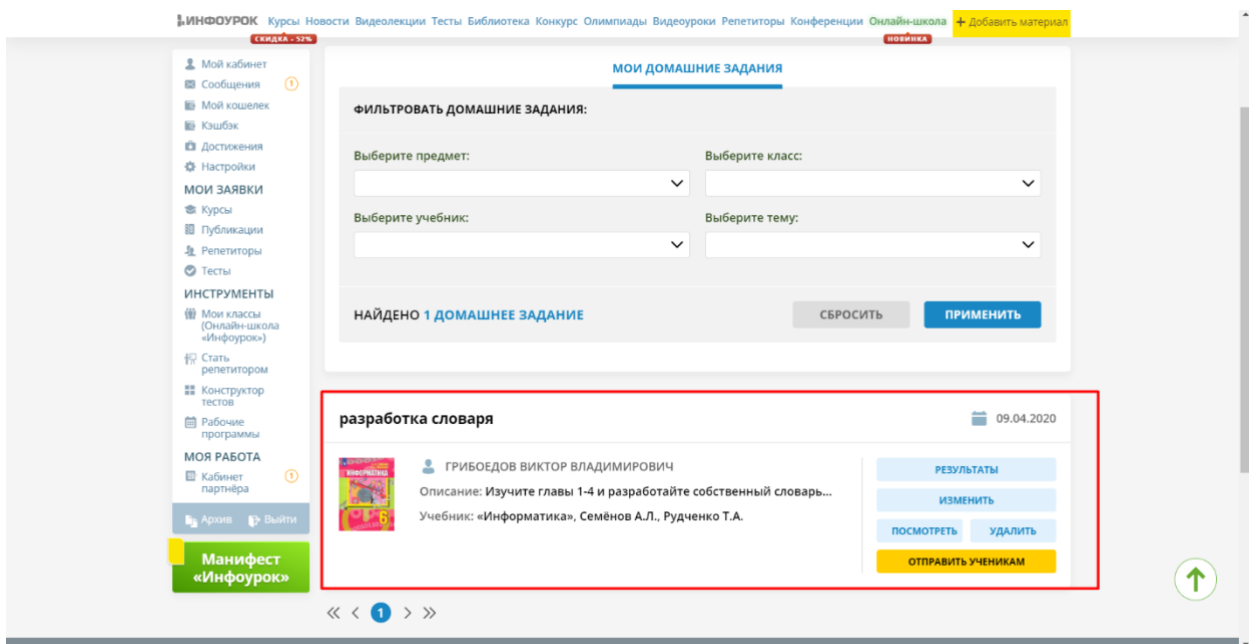 ИНФОУРОК Курсы Новости Видеолекции Тесты Библиотека Конкурс Олимпиады Видеоуроки Репетиторы Конференции Онлайн-школа + Добавить материал
СКИДКА - 52% НОВИНКА
Мой кабинет
Сообщения 1
Мой кошелек
Кэшбэк
Достижения
Настройки
МОИ ЗАЯВКИ
Курсы
Публикации
Репетиторы
Тесты
ИНСТРУМЕНТЫ
Мои классы
(Онлайн-школа
«Инфоурок»)
Стать
репетитором
Конструктор
тестов
Рабочие
программы
МОЯ РАБОТА
Кабинет 1
партнёра
Архив Выйти
Манифест
«Инфоурок»
МОИ ДОМАШНИЕ ЗАДАНИЯ
ФИЛЬТРОВАТЬ ДОМАШНИЕ ЗАДАНИЯ:
Выберите предмет: Выберите класс:
Выберите учебник: Выберите тему:
НАЙДЕНО 1 ДОМАШНЕЕ ЗАДАНИЕ СБРОСИТЬ ПРИМЕНИТЬ
разработка словаря 09.04.2020
ИНФОРМАТИКА
6
ГРИБОЕДОВ ВИКТОР ВЛАДИМИРОВИЧ
Описание: Изучите главы 1-4 и разработайте собственный словарь...
Учебник: «Информатика», Семёнов А.Л., Рудченко Т.А.
РЕЗУЛЬТАТЫ
ИЗМЕНИТЬ
ПОСМОТРЕТЬ УДАЛИТЬ
ОТПРАВИТЬ УЧЕНИКАМ
« < 1 > »